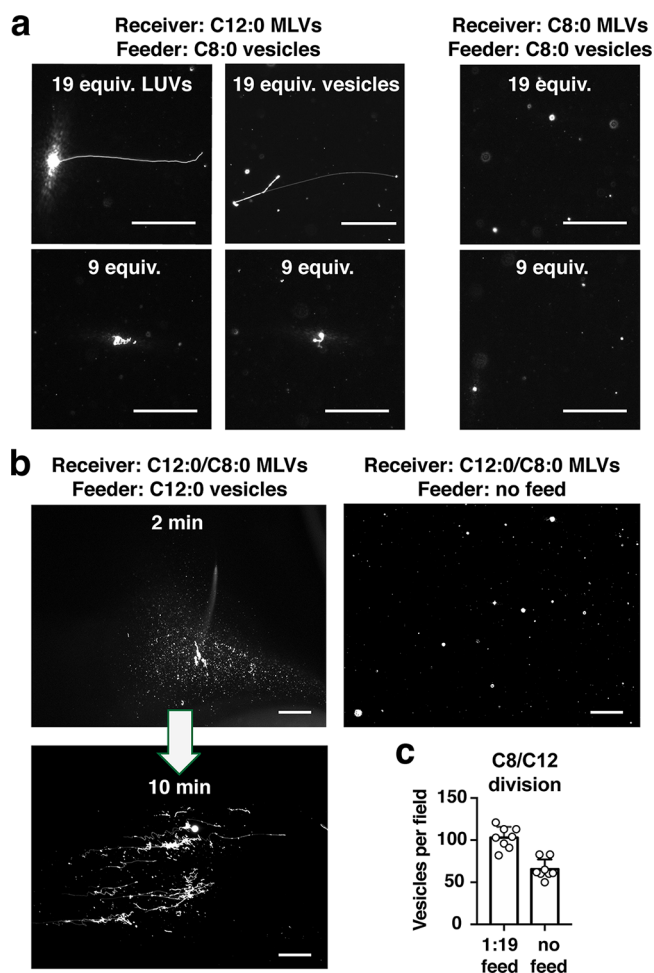 a
Receiver: C12:0 MLVs
Feeder: C8:0 vesicles
Receiver: C8:0 MLVs
Feeder: C8:0 vesicles
19 equiv. LUVs
19 equiv. vesicles
19 equiv.
9 equiv.
9 equiv.
9 equiv.
b
Receiver: C12:0/C8:0 MLVs
Feeder: C12:0 vesicles
Receiver: C12:0/C8:0 MLVs
Feeder: no feed
2 min
10 min
c
C8/C12
division
Vesicles per field
150
100
50
0
1:19
feed
no
feed